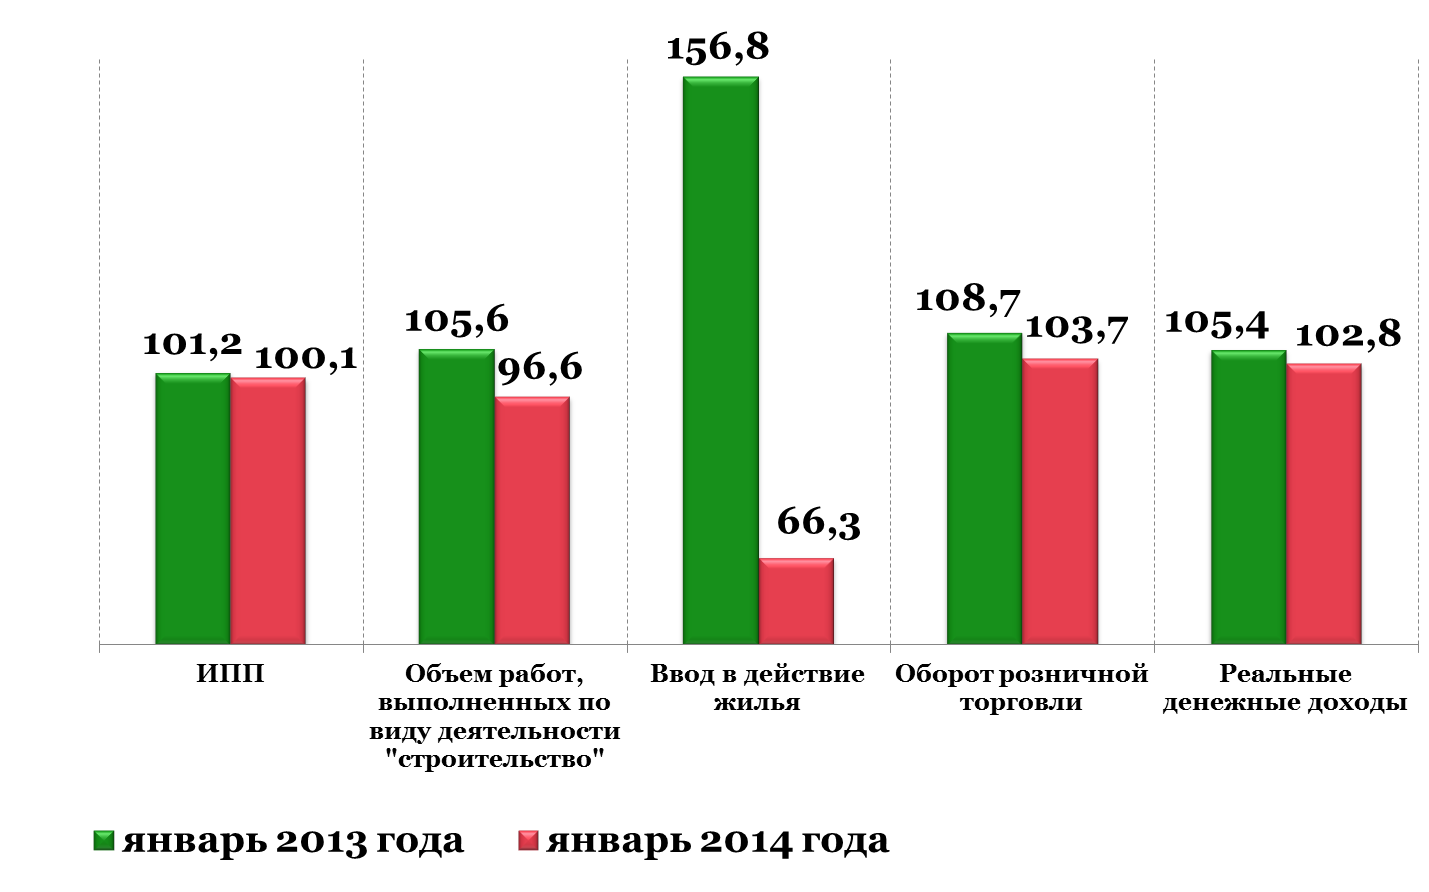 156,8
108,7
105,6
103,7
105,4
102,8
101,2
100,1
96,6
66,3
ИПП
Объем работ,
выполненных по
виду деятельности
"строительство"
Ввод в действие
жилья
Оборот розничной
торговли
Реальные
денежные доходы
январь 2013 года
январь 2014 года